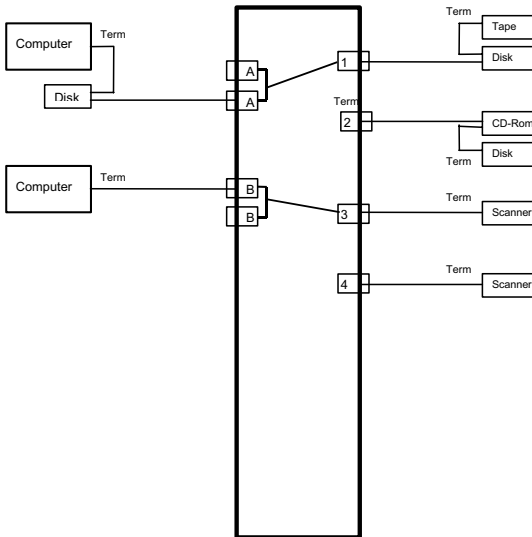 Computer
Term
Disk
A
A
Computer
Term
B
B
1
Term
2
3
4
Term
Tape
Disk
CD-Rom
Disk
Term
Term
Scanner
Term
Scanner